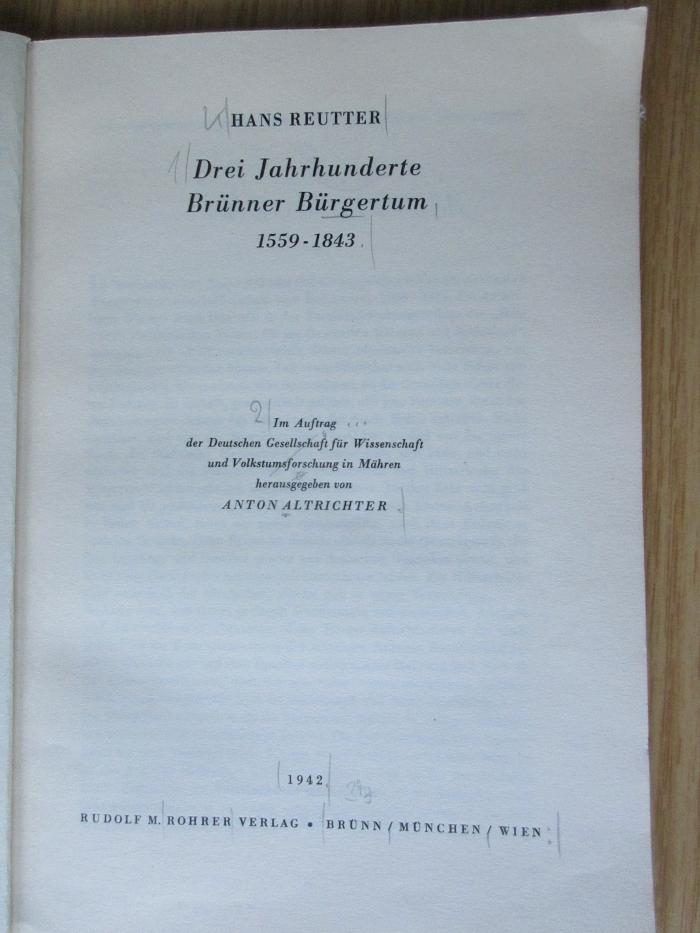 HANS REUTTER
Drei Jahrhunderte
Brünner Bürgertum
1559-1843
2 Im Auftrag
der Deutschen Gesellschaft für Wissenschaft
und Volkstumsforschung in Mähren
herausgegeben von
ANTON ALTRICHTER
1942
RUDOLF M. ROHRER VERLAG • BRÜNN / MÜNCHEN / WIEN